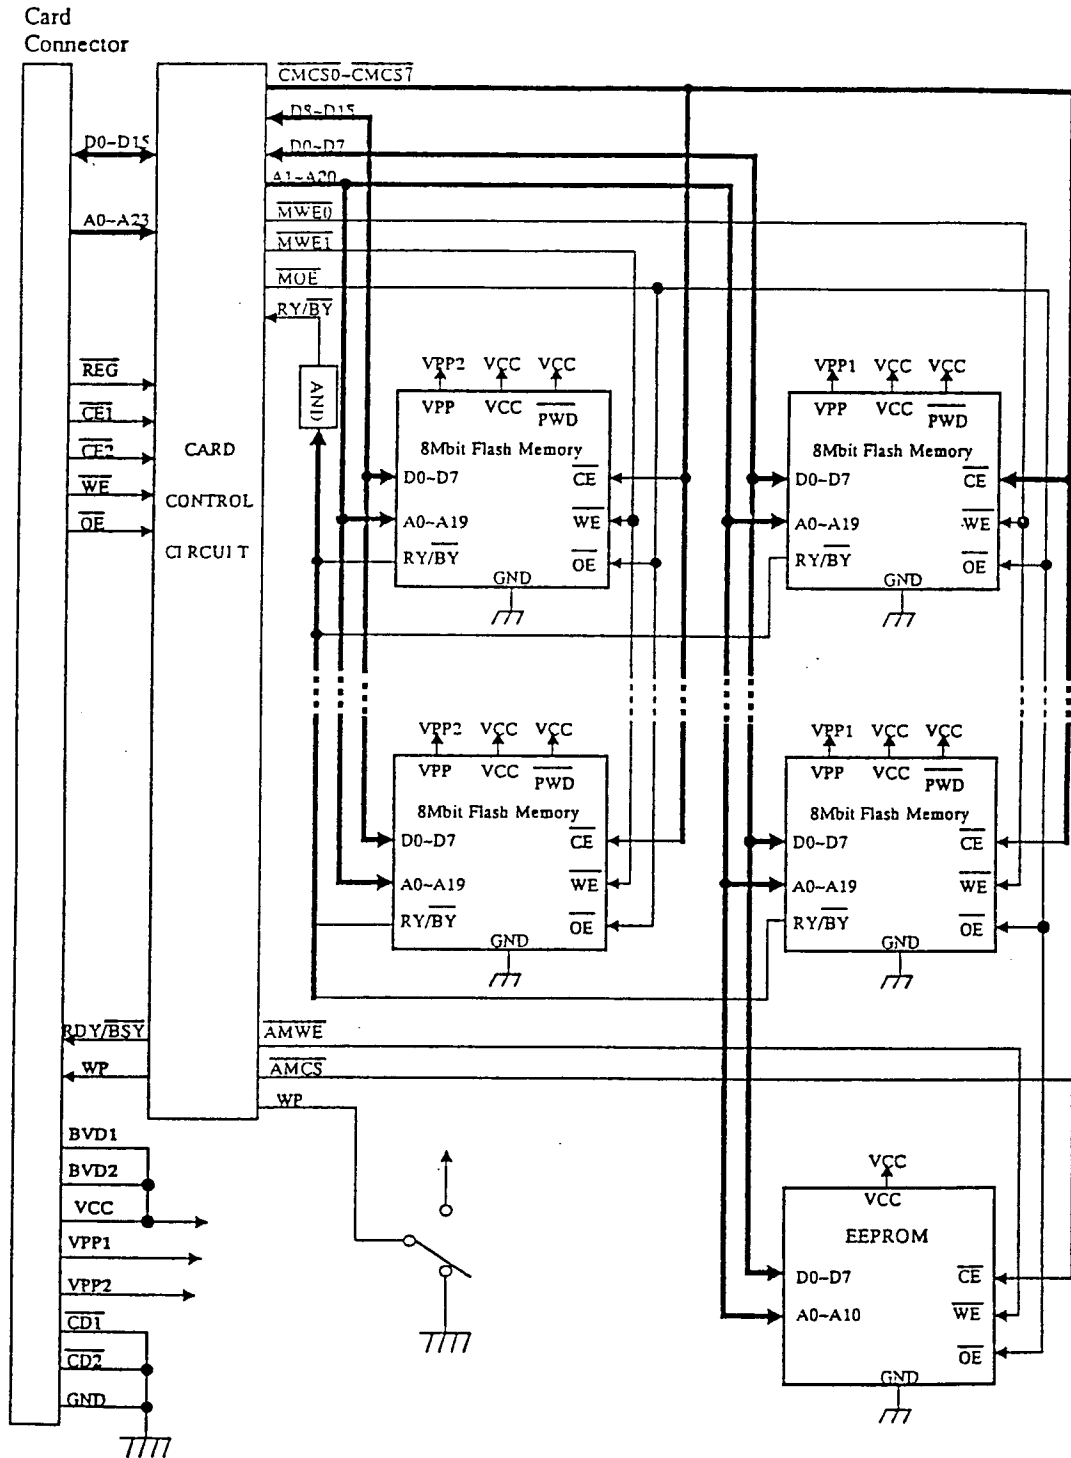 Card
Connector
CMCS0~CMCS7
D8~D15
D0~D15
D0~D7
A1~A20
A0~A23
MWE0
MWE1
MOE
RY/BY
REG
CE1
CE2
WE
OE
CARD
CONTROL
CIRCUIT
AND
VPP2 VCC VCC
VPP VCC PWD
8Mbit Flash Memory
D0~D7 CE
A0~A19 WE
RY/BY OE
GND
VPP1 VCC VCC
VPP VCC PWD
8Mbit Flash Memory
D0~D7 CE
A0~A19 WE
RY/BY OE
GND
VPP2 VCC VCC
VPP VCC PWD
8Mbit Flash Memory
D0~D7 CE
A0~A19 WE
RY/BY OE
GND
VPP1 VCC VCC
VPP VCC PWD
8Mbit Flash Memory
D0~D7 CE
A0~A19 WE
RY/BY OE
GND
RDY/BSY
WP
AMWE
AMCS
WP
BVD1
BVD2
VCC
VPP1
VPP2
CD1
CD2
GND
VCC
VCC
EEPROM
D0~D7 CE
A0~A10 WE
OE
GND